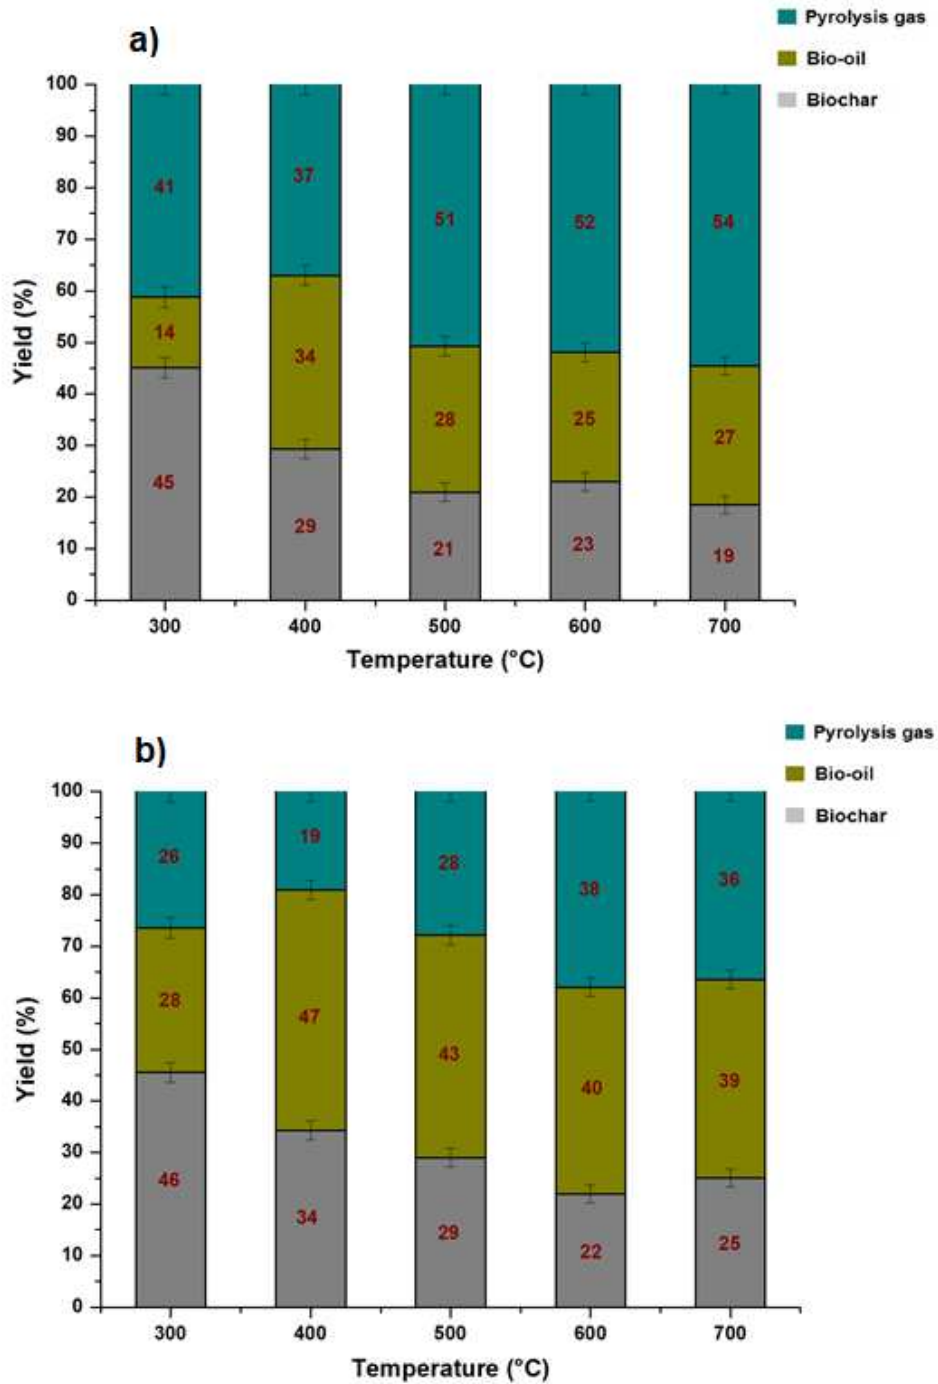 a)
Pyrolysis gas
Bio-oil
Biochar
100
90
80
70
60
50
40
30
20
10
0
Yield (%)
41 37 51 52 54
14 34 28 25 27
45 29 21 23 19
300 400 500 600 700
Temperature (°C)
b)
Pyrolysis gas
Bio-oil
Biochar
100
90
80
70
60
50
40
30
20
10
0
Yield (%)
26 19 28 38 36
28 47 43 40 39
46 34 29 22 25
300 400 500 600 700
Temperature (°C)